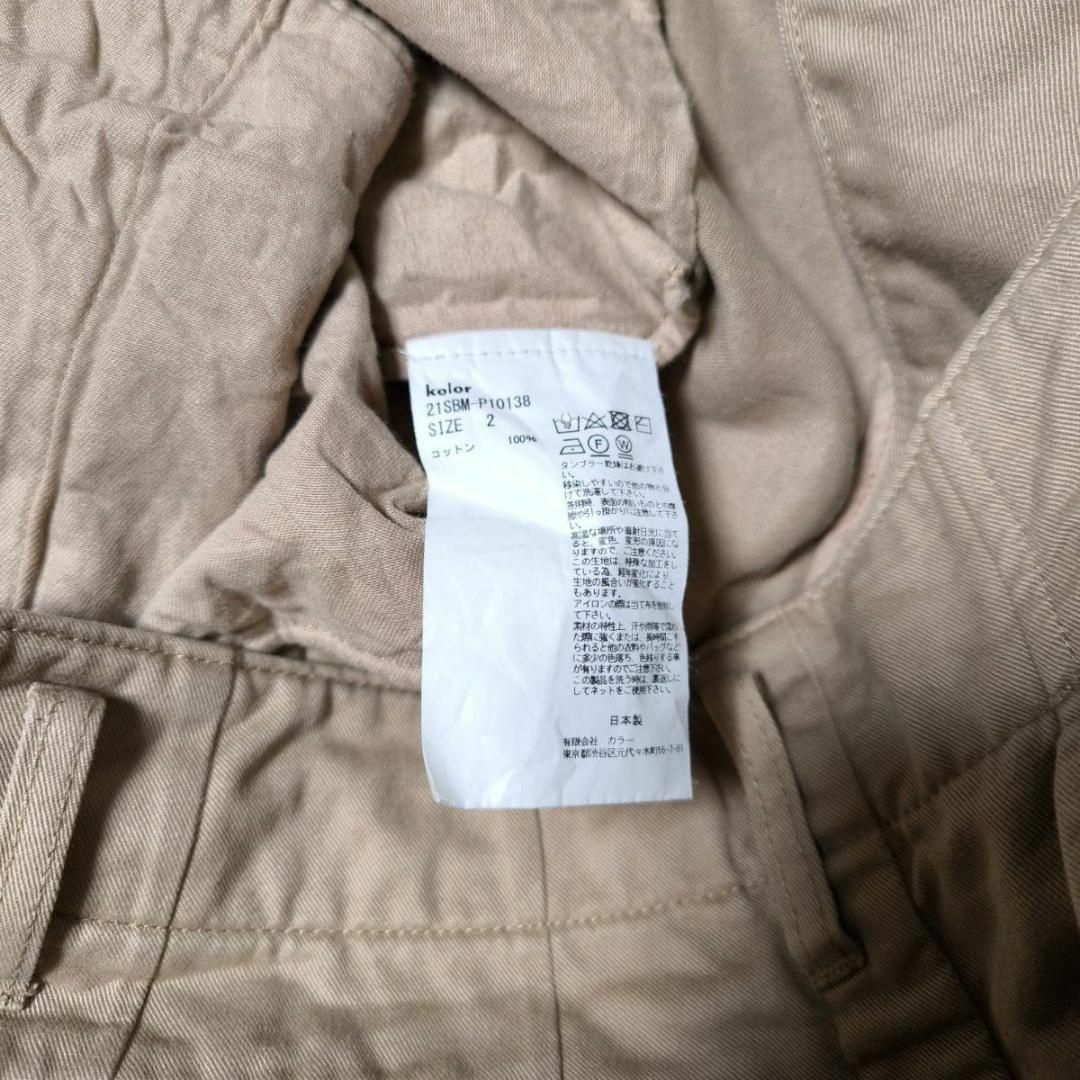 kolor
21SBM-P10138
SIZE 2
コットン 100%
F W
タンブラー乾燥はお避け下さ
い。
移染しやすいので他の物と分
けて洗濯して下さい。
着用時、表面の粗いものとの摩
擦や引っ掛かりに注意して下さ
い。
高温な場所や直射日光に当て
ると、変色、変形の原因にな
りますので、ご注意ください。
この生地は、特殊な加工をし
ている為、経年変化により
生地の風合いが変化すること
もあります。
アイロンの際は当て布を使用し
て下さい。
素材の特性上、汗や雨等で濡れ
た際に強くまたは、長時間こす
られると他の衣料やバッグなど
に多少の色落ち、色移りする事
が有りますのでご注意下さい。
この製品を洗う時は、裏返しに
してネットをご使用下さい。
日本製
有限会社 カラー
東京都渋谷区元代々木町55-7-B1